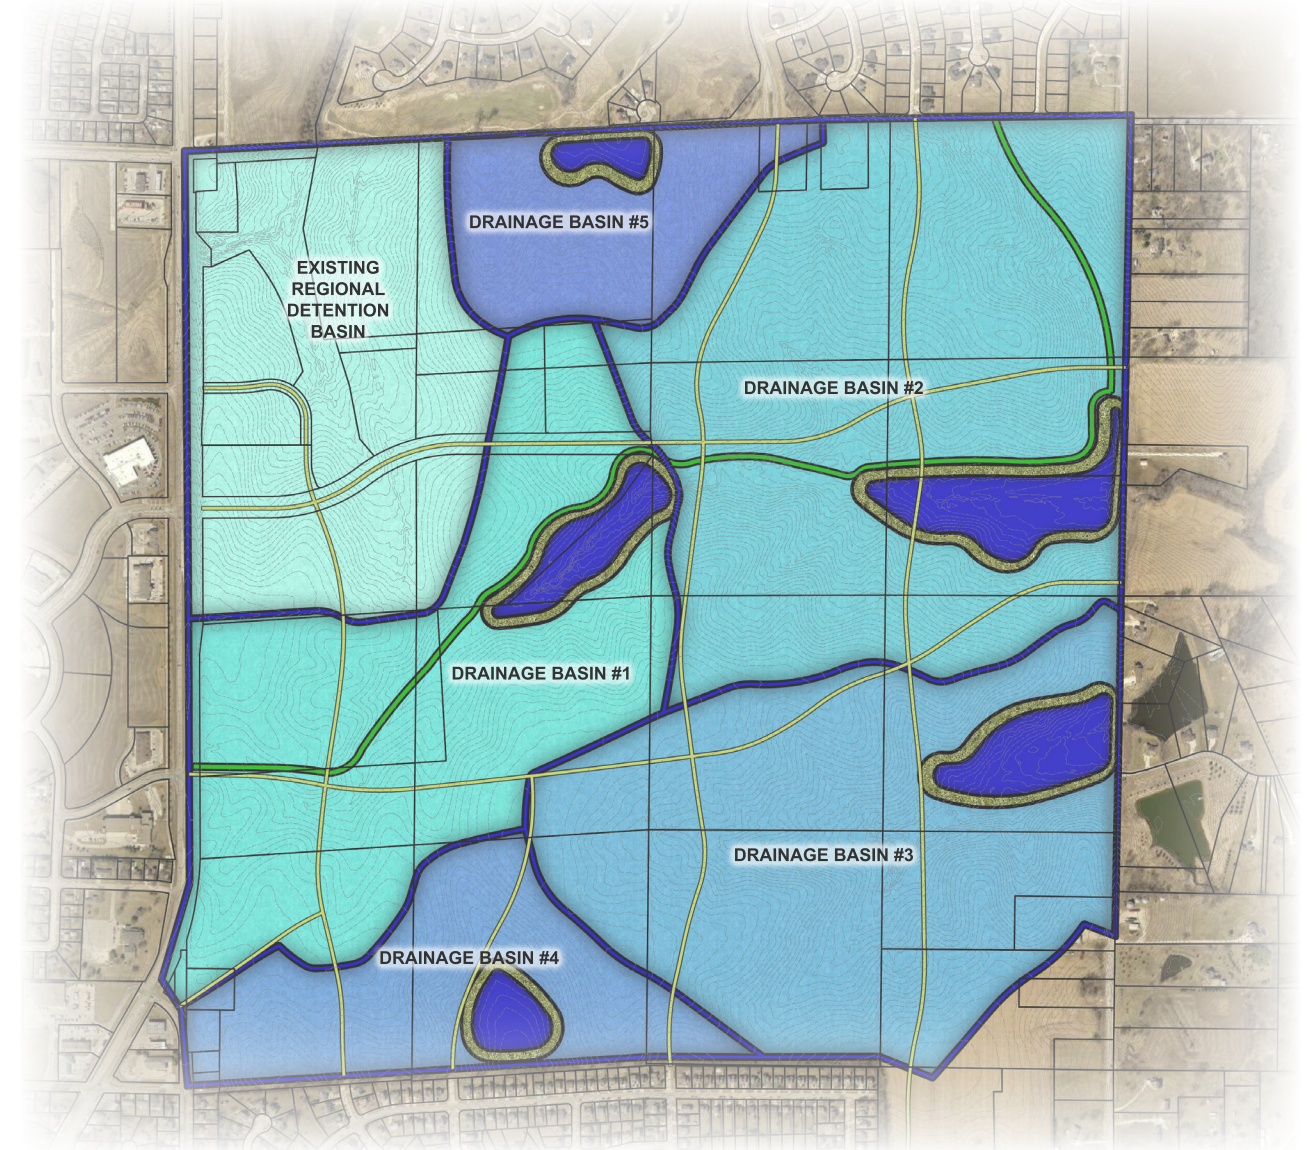 DRAINAGE BASIN #5
EXISTING
REGIONAL
DETENTION
BASIN
DRAINAGE BASIN #2
DRAINAGE BASIN #1
DRAINAGE BASIN #3
DRAINAGE BASIN #4